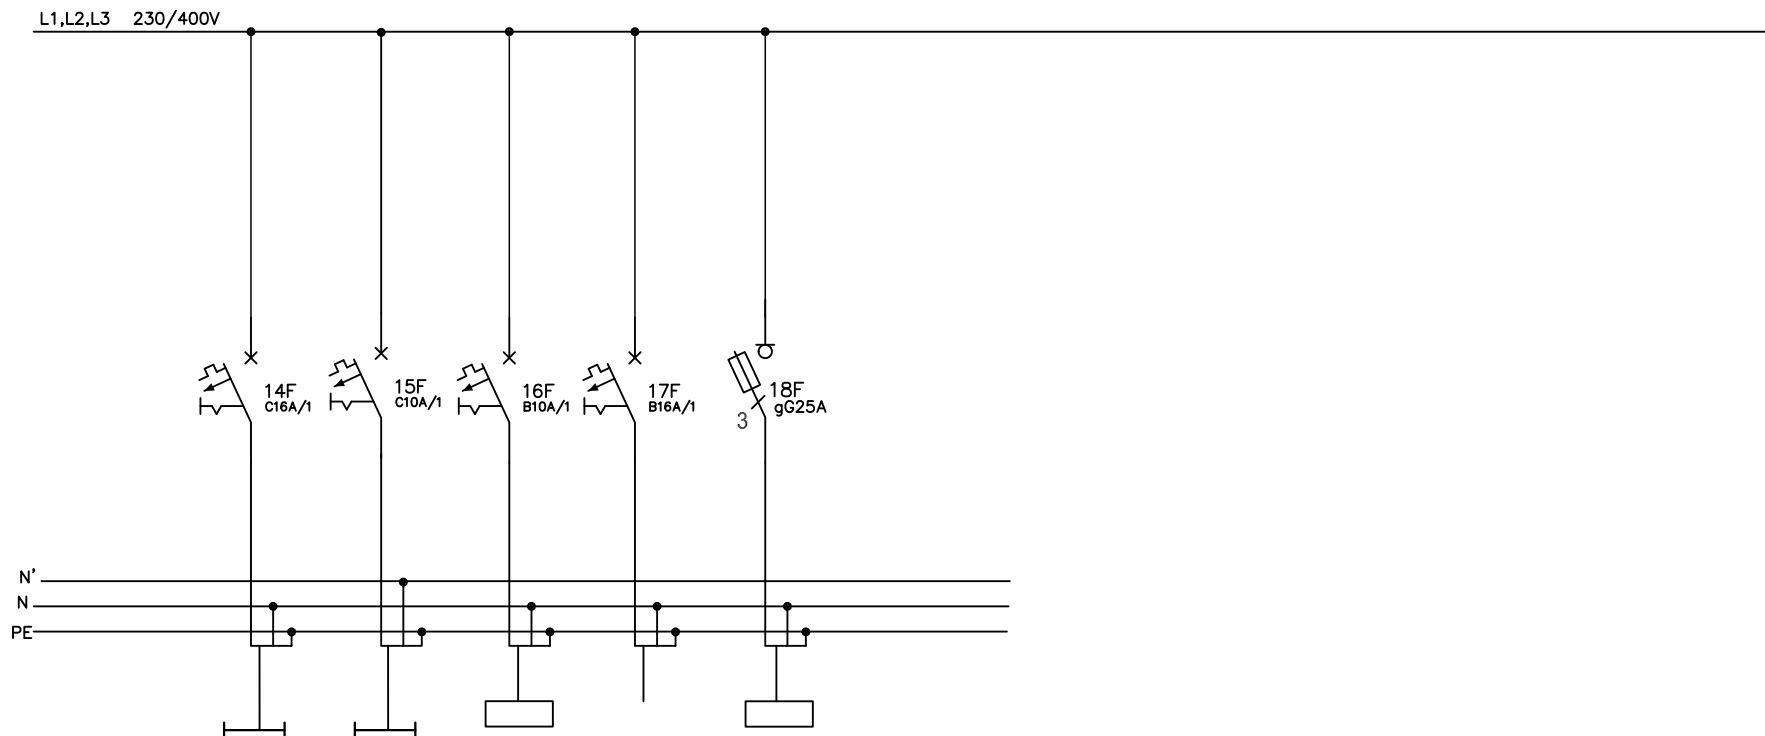 L1,L2,L3 230/400V
14F
C16A/1
15F
C10A/1
16F
B10A/1
17F
B16A/1
18F
gG25A
3
N'
N
PE